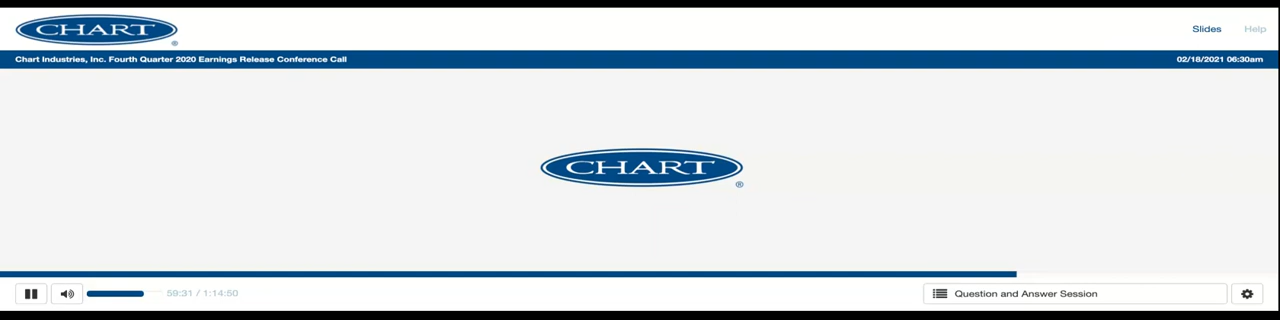 CHART
®
Slides
Help
Chart Industries, Inc. Fourth Quarter 2020 Earnings Release Conference Call
02/18/2021 06:30am
CHART
®
59:31 / 1:14:50
Question and Answer Session